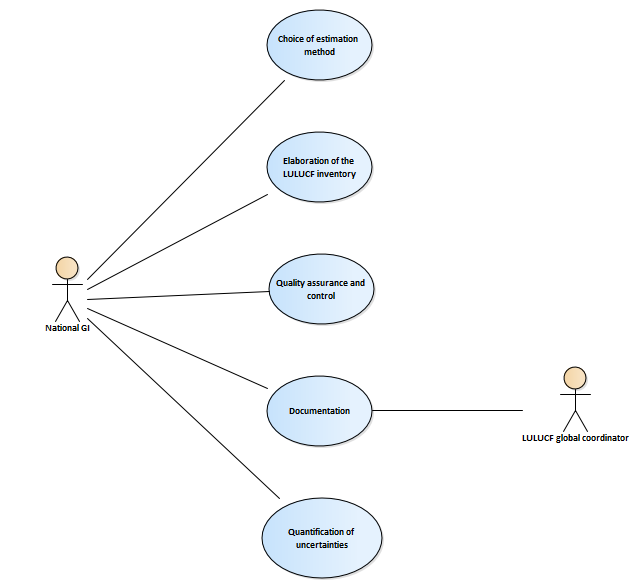 Choice of estimation
method
Elaboration of the
LULUCF inventory
Quality assurance and
control
National GI
Documentation
LULUCF global coordinator
Quantification of
uncertainties